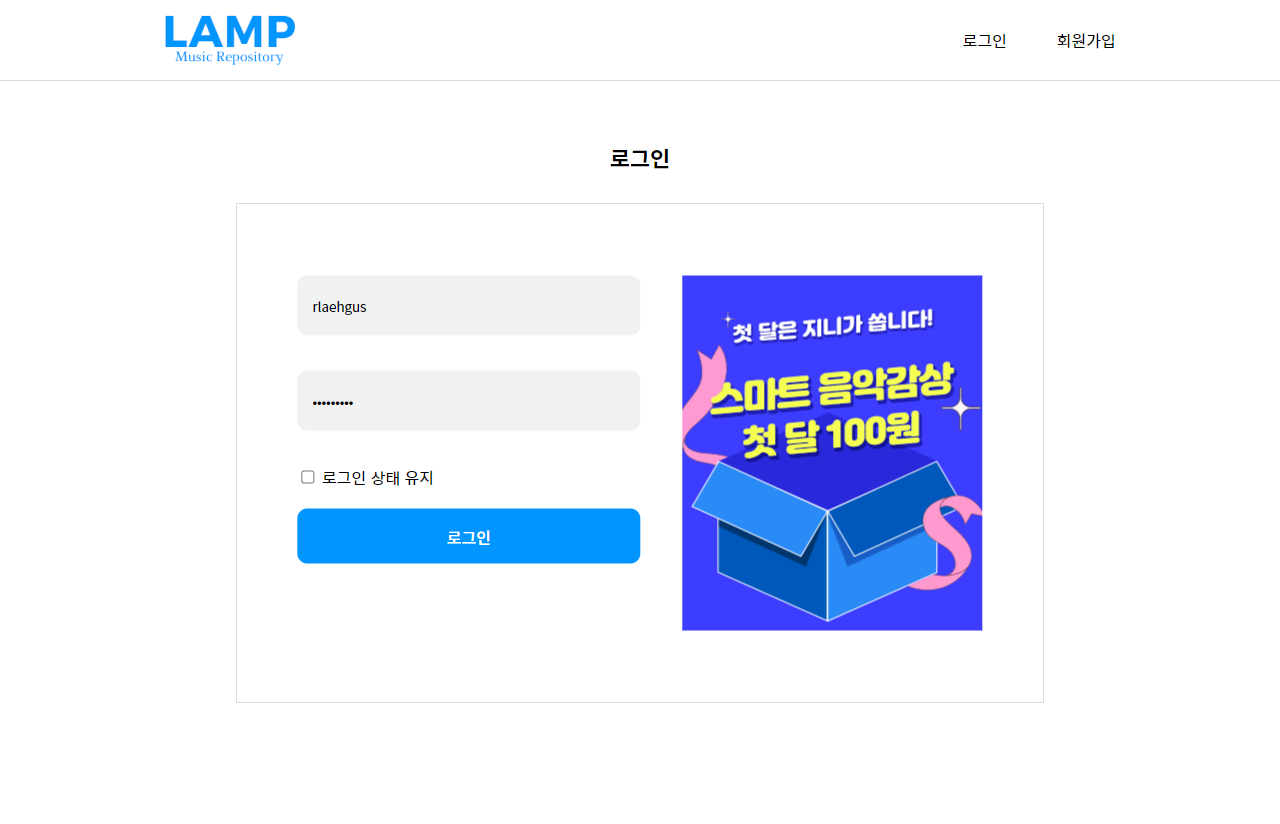 LAMP
Music Repository
로그인
회원가입
로그인
rlaehgus
•••••••••
로그인 상태 유지
로그인
첫 달은 지니가 쏩니다!
스마트 음악감상
첫 달 100원